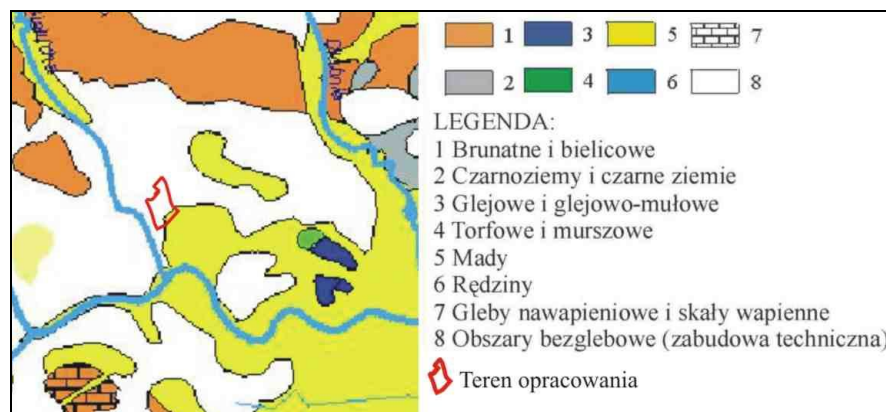 1 3 5 7
2 4 6 8
LEGENDA:
1 Brunatne i bielicowe
2 Czarnoziemy i czarne ziemie
3 Glejowe i glejowo-mułowe
4 Torfowe i murszowe
5 Mady
6 Rędziny
7 Gleby nawapieniowe i skały wapienne
8 Obszary bezglebowe (zabudowa techniczna)
Teren opracowania